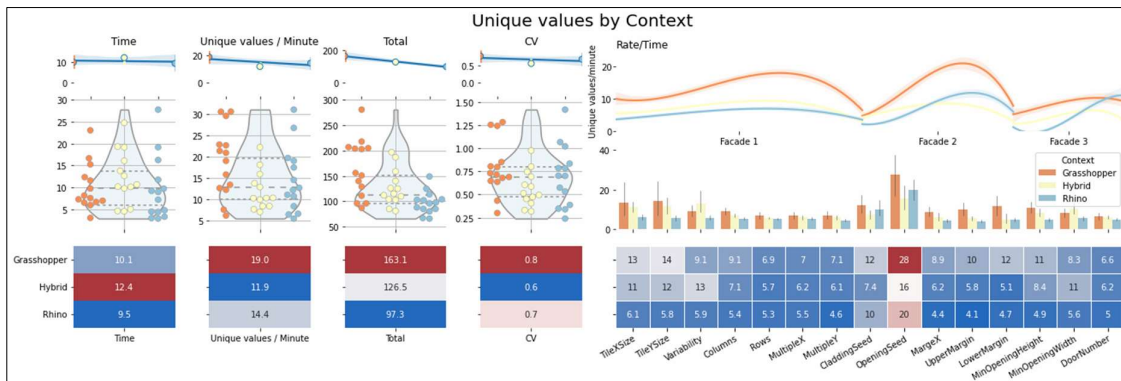 Unique values by Context
Time
Unique values / Minute
Total
CV
Rate/Time
10
0
20
0
200
0
0.5
0.0
Unique values/minute
20
10
0
Facade 1
Facade 2
Facade 3
30
25
20
15
10
5
30
25
20
15
10
5
300
250
200
150
100
50
1.50
1.25
1.00
0.75
0.50
0.25
40
20
0
Context
Grasshopper
Hybrid
Rhino
Grasshopper 10.1 19.0 163.1 0.8
Hybrid 12.4 11.9 126.5 0.6
Rhino 9.5 14.4 97.3 0.7
Time
Unique values / Minute
Total
CV
13 14 9.1 9.1 6.9 7 7.1 12 28 8.9 10 12 11 8.3 6.6
11 12 13 7.1 5.7 6.2 6.1 7.4 16 6.2 5.8 5.1 8.4 11 6.2
6.1 5.8 5.9 5.4 5.3 5.5 4.6 10 20 4.4 4.1 4.7 4.9 5.6 5
TileXSize
TileYSize
Variability
Columns
Rows
MultipleX
MultipleY
CladdingSeed
OpeningSeed
MargeX
UpperMargin
LowerMargin
MinOpeningHeight
MinOpeningWidth
DoorNumber